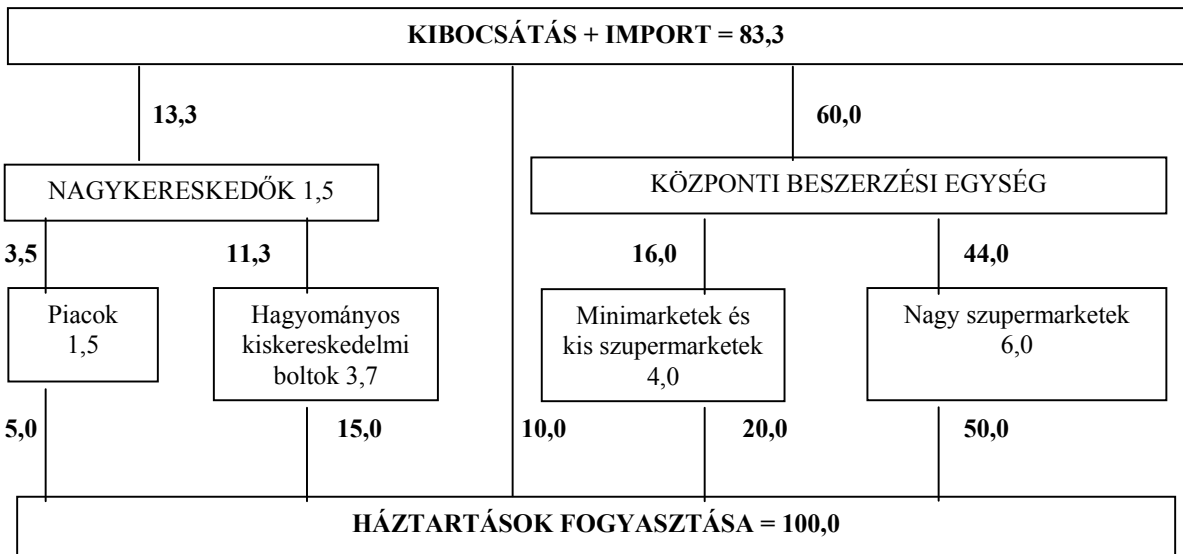 KIBOCSÁTÁS + IMPORT = 83,3
13,3
60,0
NAGYKERESKEDŐK 1,5
KÖZPONTI BESZERZÉSI EGYSÉG
3,5
11,3
16,0
44,0
Piacok
1,5
Hagyományos
kiskereskedelmi
boltok 3,7
Minimarketek és
kis szupermarketek
4,0
Nagy szupermarketek
6,0
5,0
15,0
10,0
20,0
50,0
HÁZTARTÁSOK FOGYASZTÁSA = 100,0